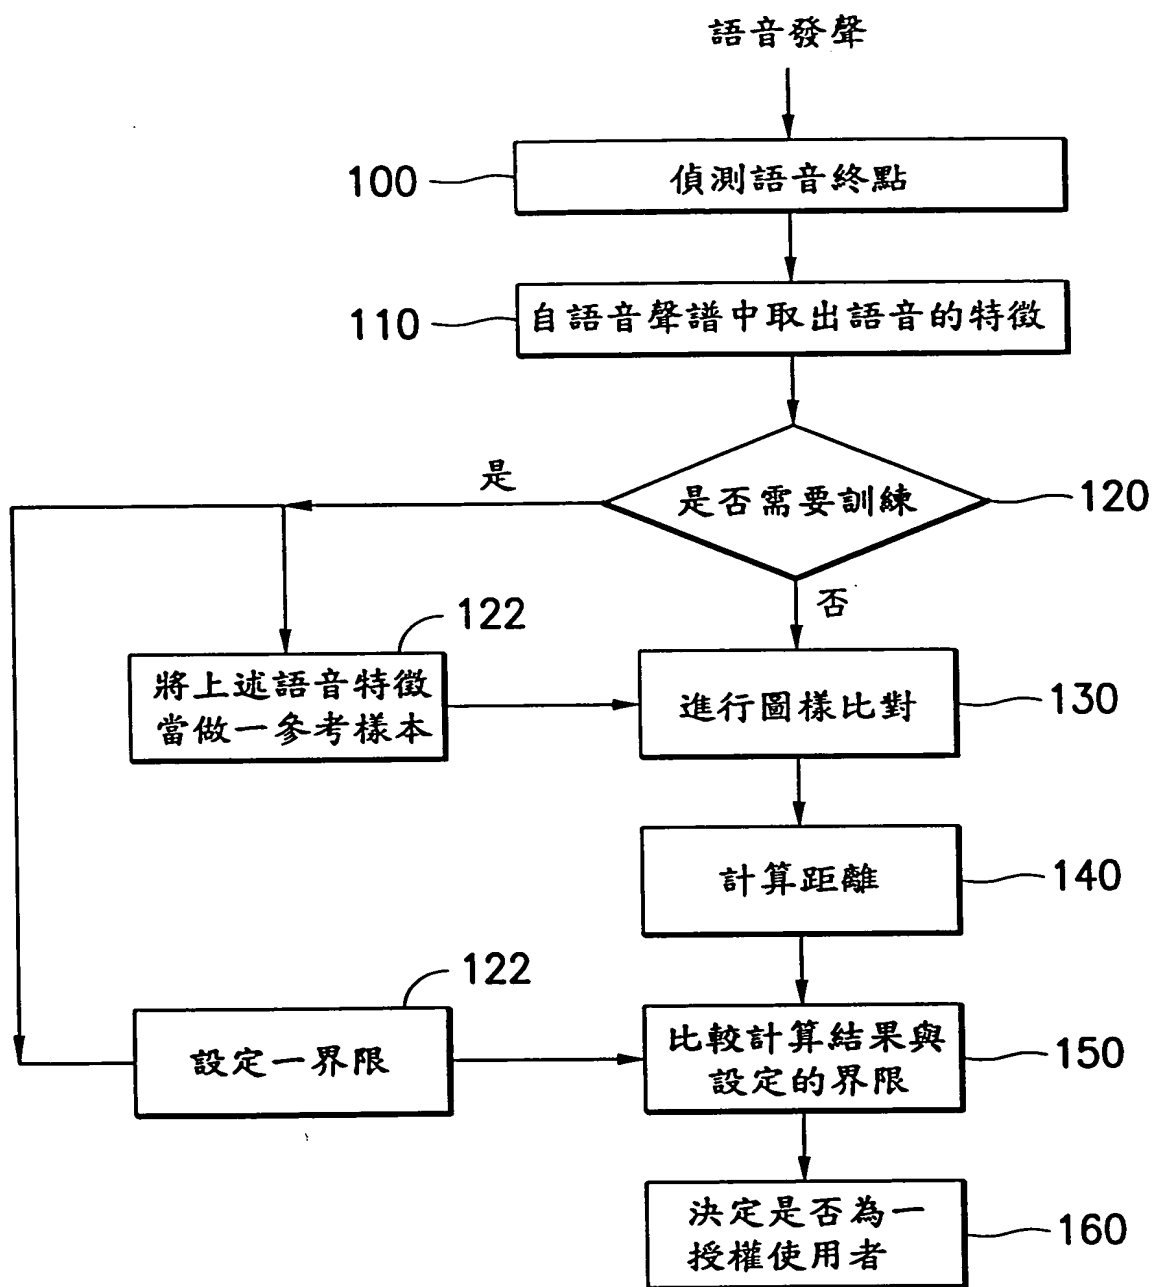 語音發聲
100
偵測語音終點
110
自語音聲譜中取出語音的特徵
是
是否需要訓練
120
否
122
將上述語音特徵
當做一參考樣本
進行圖樣比對
130
計算距離
140
122
設定一界限
比較計算結果與
設定的界限
150
決定是否為一
授權使用者
160